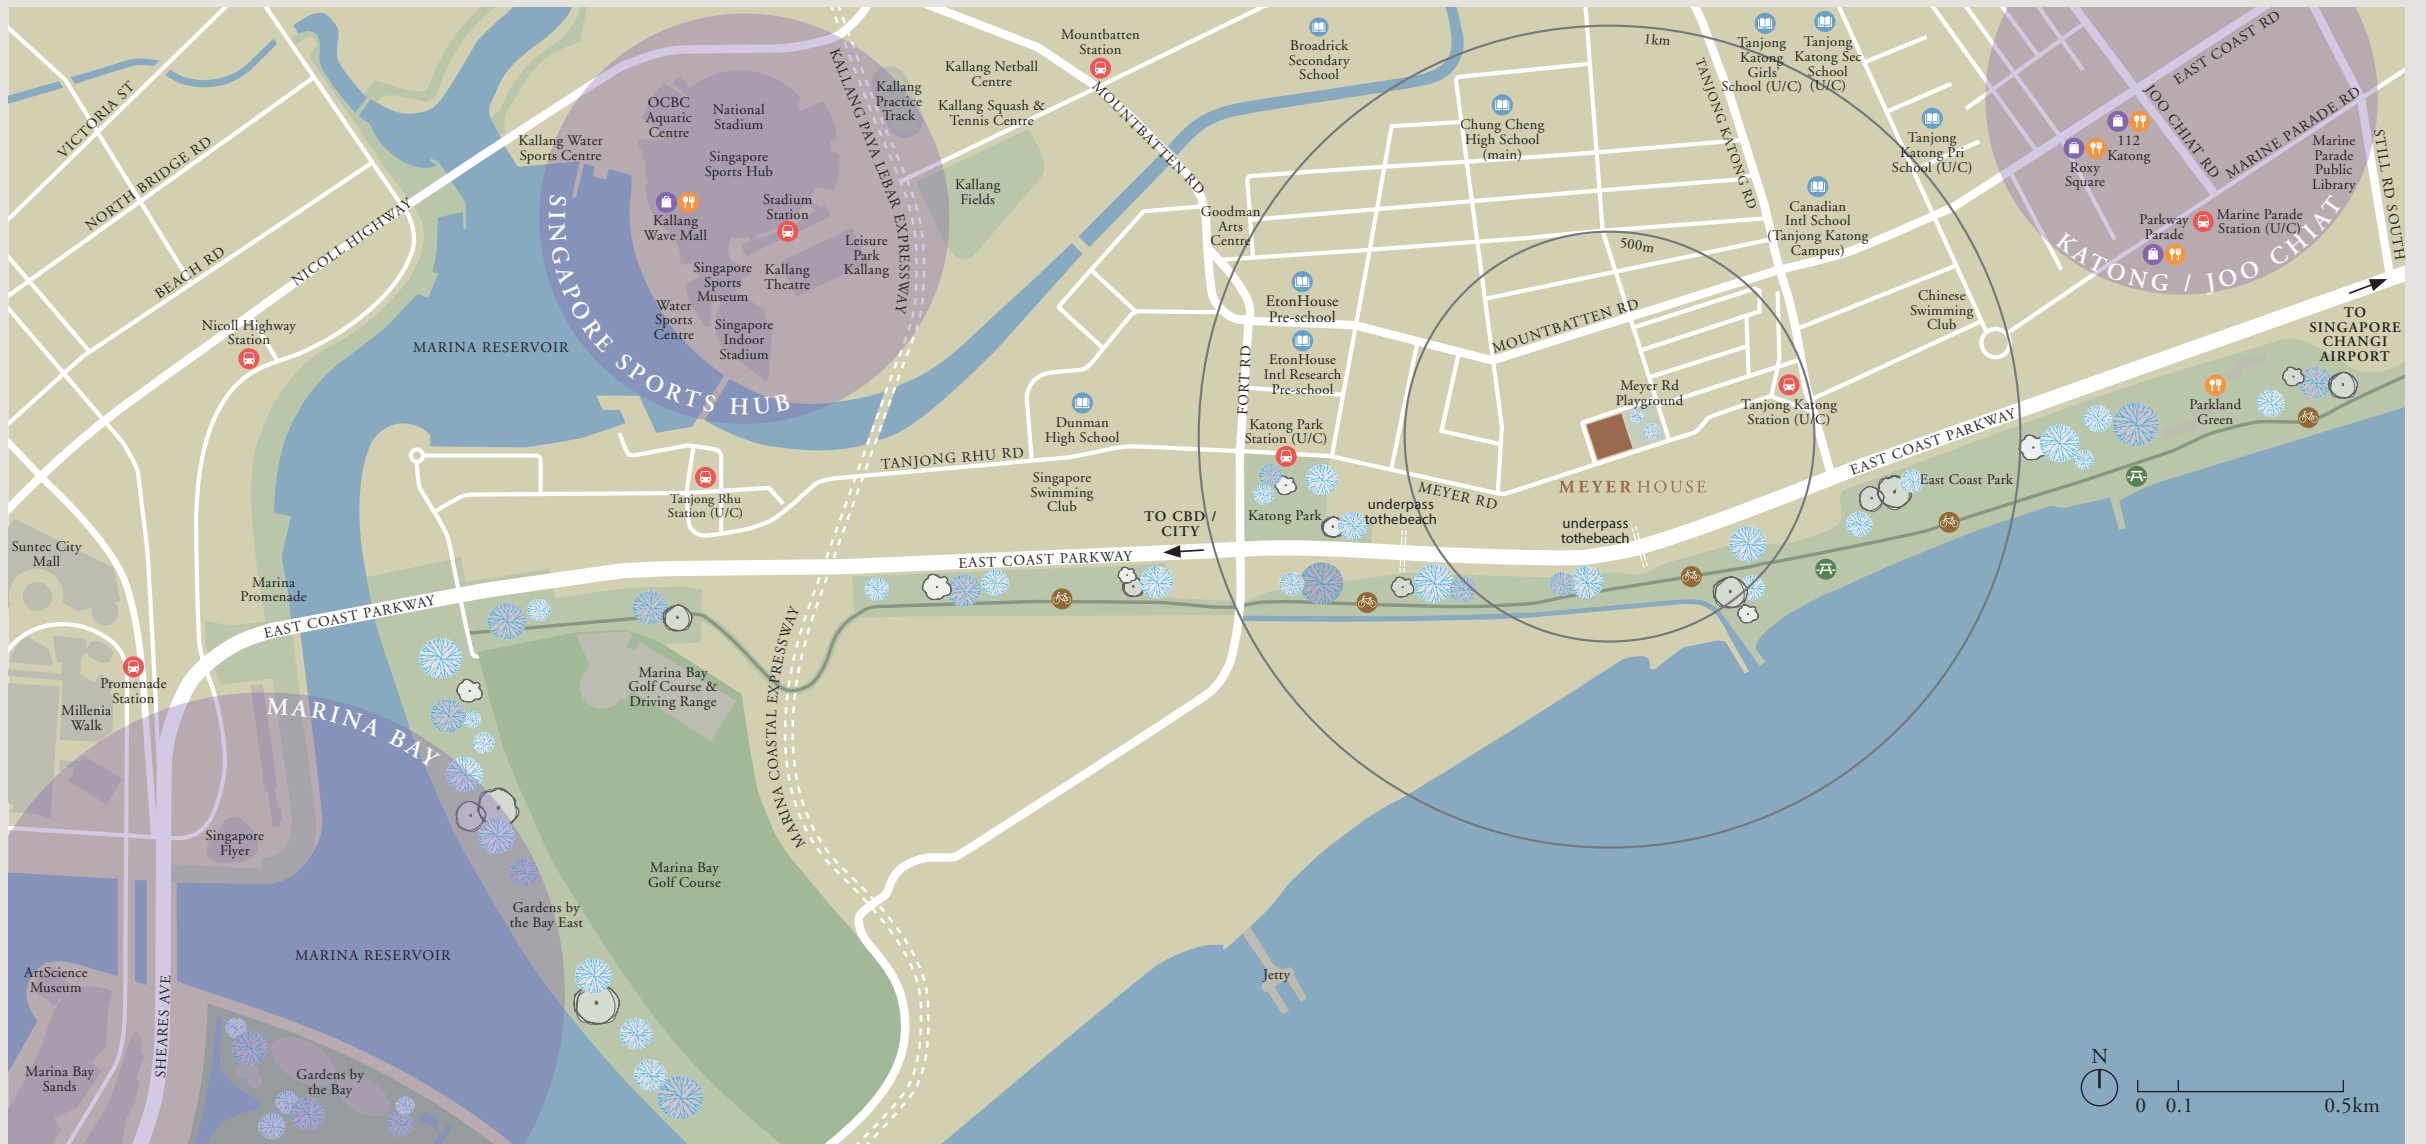 VICTORIA ST
NORTH BRIDGE RD
BEACH RD
NICOLL HIGHWAY
Nicoll Highway
Station
MARINA RESERVOIR
Kallang Water
Sports Centre
OCBC
Aquatic
Centre
National
Stadium
Singapore
Sports Hub
Kallang
Wave Mall
Stadium
Station
Leisure
Park
Kallang
Singapore
Sports
Museum
Kallang
Theatre
Water
Sports
Centre
Singapore
Indoor
Stadium
SINGAPORE SPORTS HUB
KALLANG PAYA LEBAR EXPRESSWAY
Kallang
Practice
Track
Kallang Netball
Centre
Kallang Squash &
Tennis Centre
Kallang
Fields
Mountbatten
Station
MOUNTBATTEN RD
Broadrick
Secondary
School
Goodman
Arts
Centre
EtonHouse
Pre-school
EtonHouse
Intl Research
Pre-school
FORT RD
Chung Cheng
High School
(main)
1km
500m
MOUNTBATTEN RD
TANJONG KATONG RD
Tanjong
Katong
Girls'
School (U/C)
Tanjong
Katong Sec
School
(U/C)
Tanjong
Katong Pri
School (U/C)
Canadian
Intl School
(Tanjong Katong
Campus)
Chinese
Swimming
Club
EAST COAST RD
JOO CHIAT RD
MARINE PARADE RD
STILL RD SOUTH
112
Katong
Roxy
Square
Marine
Parade
Public
Library
Parkway
Parade
Marine Parade
Station (U/C)
KATONG / JOO CHIAT
TO
SINGAPORE
CHANGI
AIRPORT
Parkland
Green
Meyer Rd
Playground
Tanjong Katong
Station (U/C)
MEYER HOUSE
MEYER RD
EAST COAST PARKWAY
East Coast Park
underpass
tothebeach
underpass
tothebeach
Katong Park
Station (U/C)
Katong Park
TO CBD /
CITY
EAST COAST PARKWAY
Dunman
High School
Singapore
Swimming
Club
TANJONG RHU RD
Tanjong Rhu
Station (U/C)
Suntec City
Mall
Marina
Promenade
EAST COAST PARKWAY
Promenade
Station
Millenia
Walk
MARINA BAY
Marina Bay
Golf Course &
Driving Range
MARINA COASTAL EXPRESSWAY
Singapore
Flyer
Marina Bay
Golf Course
Gardens by
the Bay East
MARINA RESERVOIR
ArtScience
Museum
SHEARES AVE
Marina Bay
Sands
Gardens by
the Bay
Jetty
N
0 0.1 0.5km